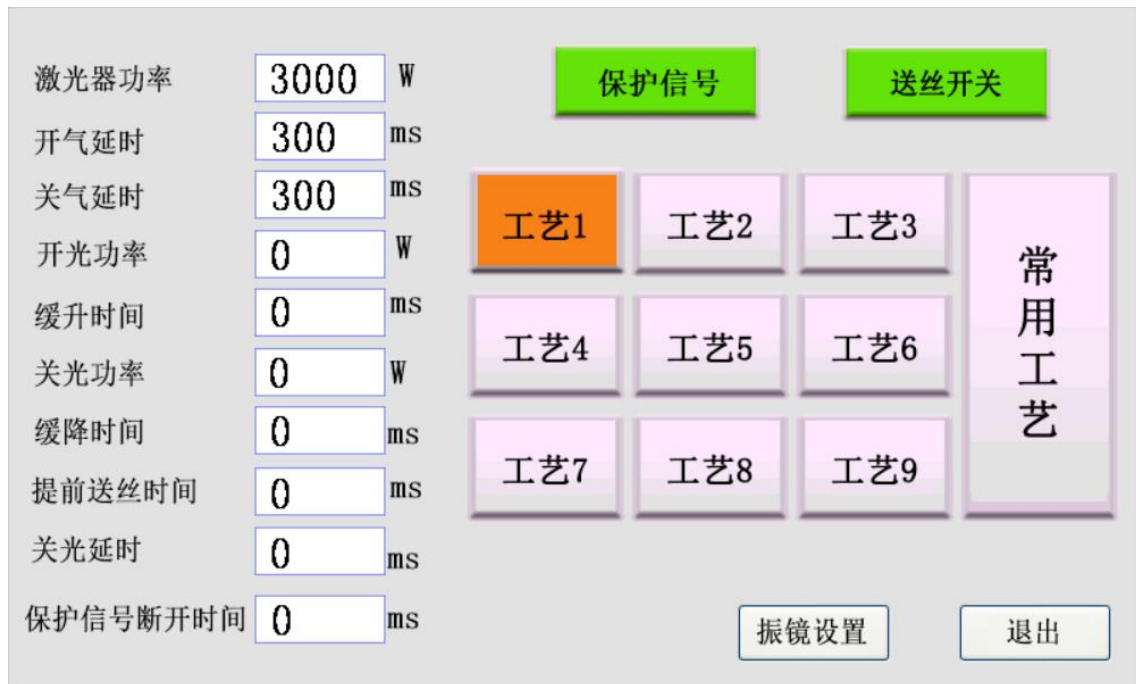 激光器功率 3000 W
开气延时 300 ms
关气延时 300 ms
开光功率 0 W
缓升时间 0 ms
关光功率 0 W
缓降时间 0 ms
提前送丝时间 0 ms
关光延时 0 ms
保护信号断开时间 0 ms
保护信号 送丝开关
工艺1 工艺2 工艺3
工艺4 工艺5 工艺6
工艺7 工艺8 工艺9
常用工艺
振镜设置 退出